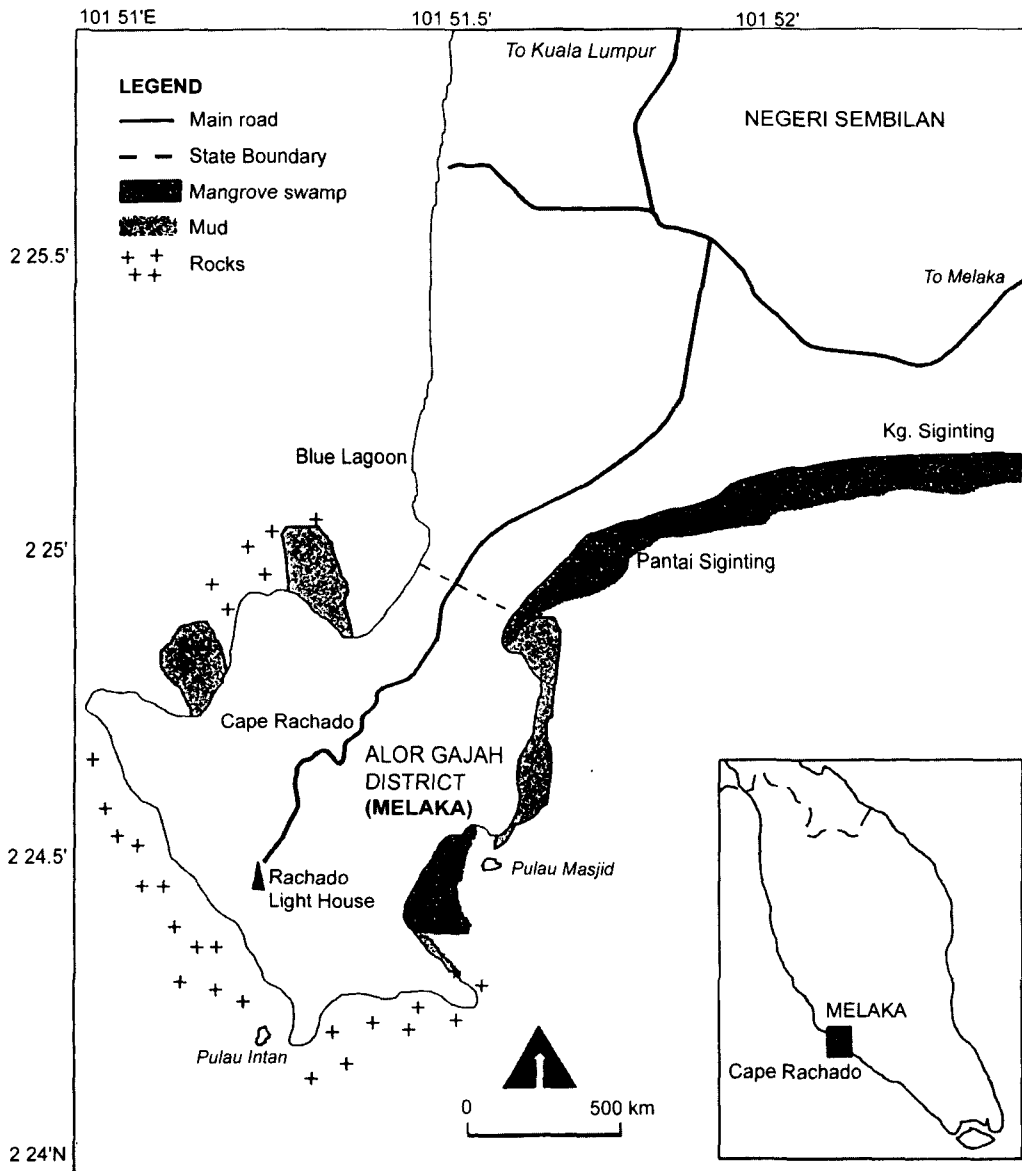 101 51'E
101 51.5'
101 52'
To Kuala Lumpur
LEGEND
Main road
State Boundary
Mangrove swamp
Mud
Rocks
NEGERI SEMBILAN
2 25.5'
To Melaka
Kg. Siginting
Blue Lagoon
2 25'
Pantai Siginting
Cape Rachado
ALOR GAJAH
DISTRICT
(MELAKA)
2 24.5'
Pulau Masjid
Rachado
Light House
Pulau Intan
MELAKA
Cape Rachado
0 500 km
2 24'N